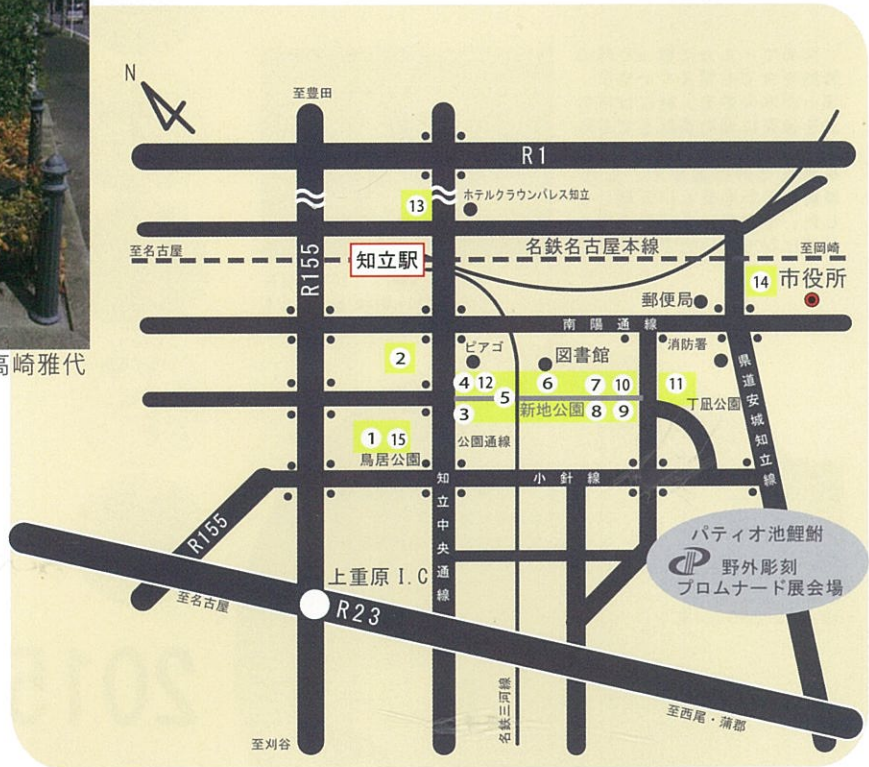 高崎雅代
N
至豊田
R1
13
ホテルクラウンパレス知立
至名古屋
R155
知立駅
名鉄名古屋本線
至岡崎
14
市役所
郵便局
南陽通線
2
ピアゴ
図書館
消防署
県道安城知立線
4
12
5
6
7
10
11
丁凪公園
3
新地公園
8
9
1
15
鳥居公園
公園通線
知立中央通線
小針線
R155
至名古屋
上重原 I.C
R23
パティオ池鯉鮒
野外彫刻
プロムナード展会場
名鉄三河線
至刈谷
至西尾・蒲郡